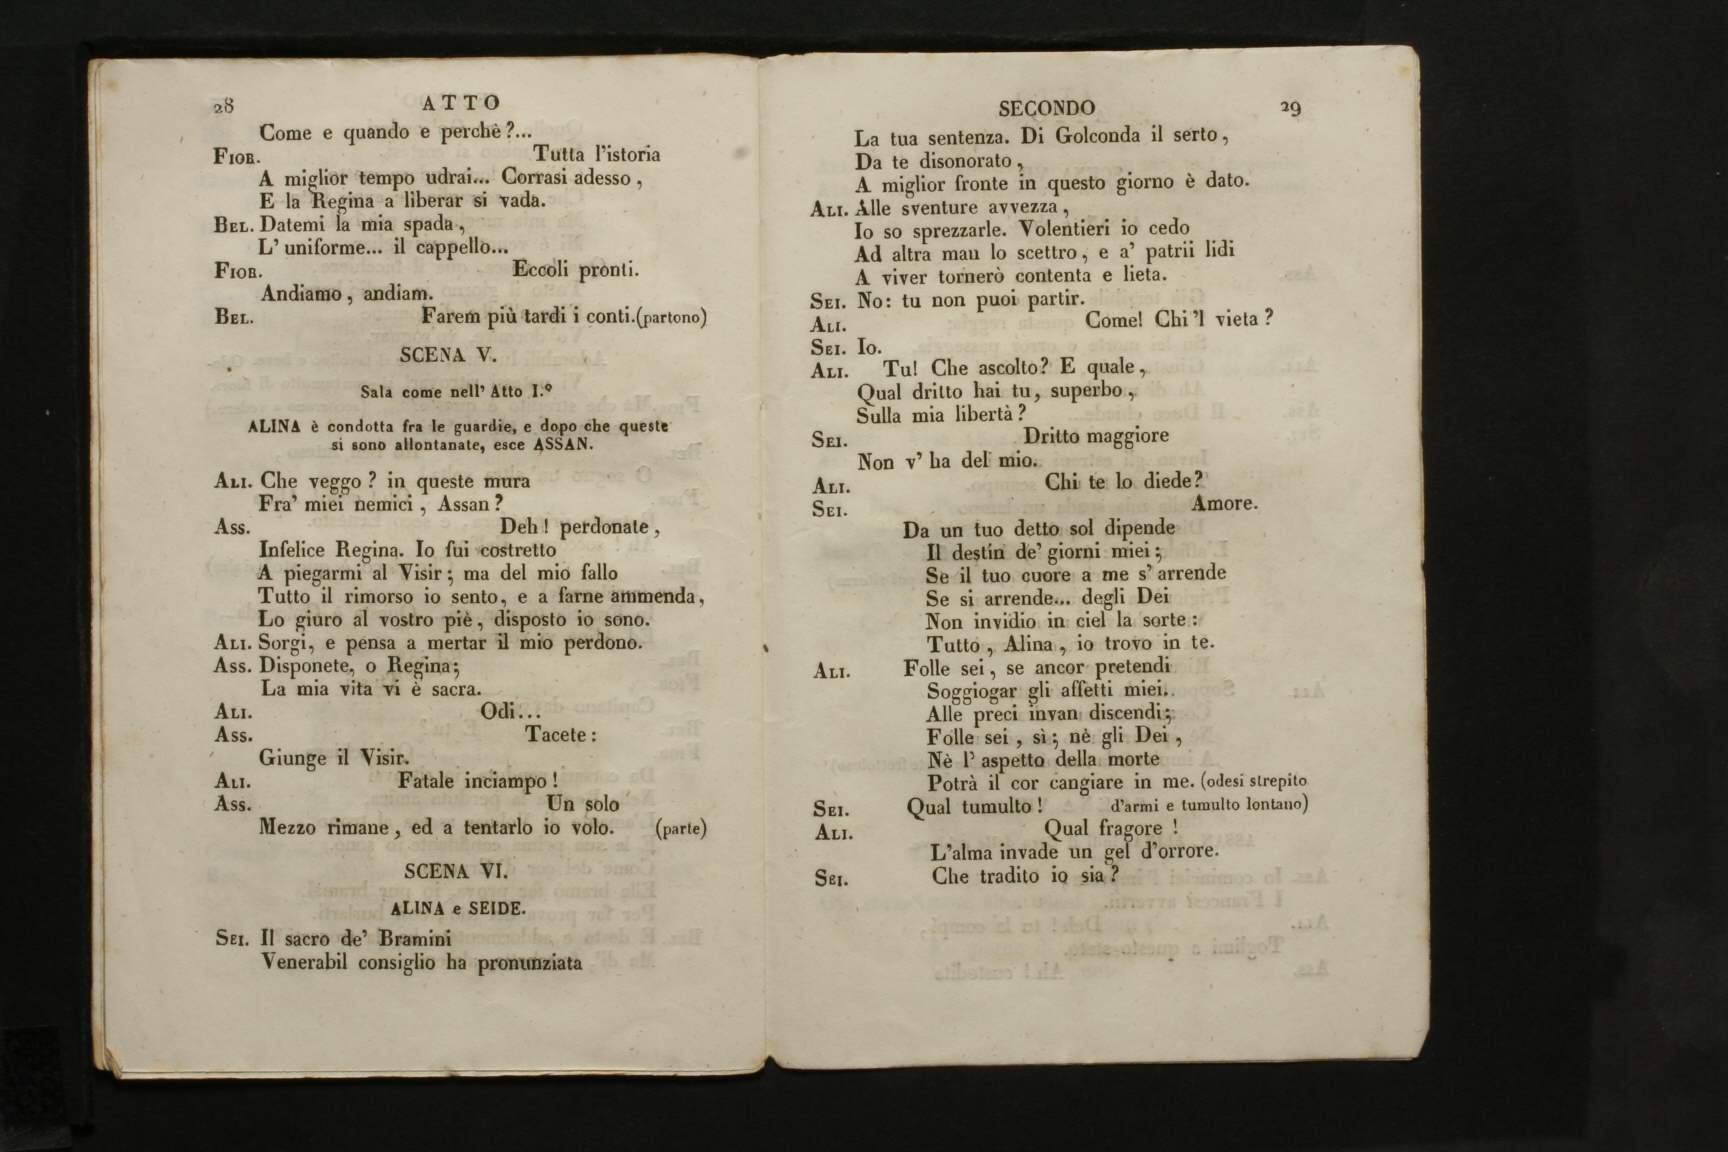 28
ATTO
Come e quando e perchè?...
Fior. Tutta l'istoria
A miglior tempo udrai... Corrasi adesso,
E la Regina a liberar si vada.
Bel. Datemi la mia spada,
L'uniforme... il cappello...
Fior. Eccoli pronti.
Andiamo, andiam.
Bel. Farem più tardi i conti. (partono)
SCENA V.
Sala come nell' Atto I.º
ALINA è condotta fra le guardie, e dopo che queste
si sono allontanate, esce ASSAN.
Ali. Che veggo? in queste mura
Fra' miei nemici, Assan?
Ass. Deh! perdonate,
Infelice Regina. Io fui costretto
A piegarmi al Visir; ma del mio fallo
Tutto il rimorso io sento, e a farne ammenda,
Lo giuro al vostro piè, disposto io sono.
Ali. Sorgi, e pensa a mertar il mio perdono.
Ass. Disponete, o Regina;
La mia vita vi è sacra.
Ali. Odi...
Ass. Tacete:
Giunge il Visir.
Ali. Fatale inciampo!
Ass. Un solo
Mezzo rimane, ed a tentarlo io volo. (parte)
SCENA VI.
ALINA e SEIDE.
Sei. Il sacro de' Bramini
Venerabil consiglio ha pronunziata
SECONDO
29
La tua sentenza. Di Golconda il serto,
Da te disonorato,
A miglior fronte in questo giorno è dato.
Ali. Alle sventure avvezza,
Io so sprezzarle. Volentieri io cedo
Ad altra man lo scettro, e a' patrii lidi
A viver tornerò contenta e lieta.
Sei. No: tu non puoi partir.
Ali. Come! Chi 'l vieta?
Sei. Io.
Ali. Tu! Che ascolto? E quale,
Qual dritto hai tu, superbo,
Sulla mia libertà?
Sei. Dritto maggiore
Non v' ha del mio.
Ali. Chi te lo diede?
Sei. Amore.
Da un tuo detto sol dipende
Il destin de' giorni miei;
Se il tuo cuore a me s' arrende
Se si arrende... degli Dei
Non invidio in ciel la sorte:
Tutto, Alina, io trovo in te.
Ali. Folle sei, se ancor pretendi
Soggiogar gli affetti miei.
Alle preci invan discendi;
Folle sei, sì; nè gli Dei,
Nè l' aspetto della morte
Potrà il cor cangiare in me. (odesi strepito
Sei. Qual tumulto! d'armi e tumulto lontano)
Ali. Qual fragore!
L'alma invade un gel d'orrore.
Sei. Che tradito io sia?